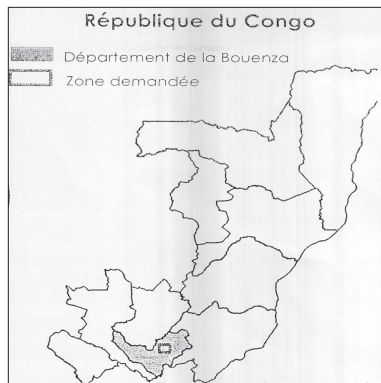 République du Congo
Département de la Bouenza
Zone demandée